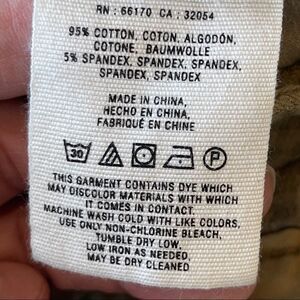 RN : 66170 CA : 32054
95% COTTON, COTON, ALGODÓN,
COTONE, BAUMWOLLE
5% SPANDEX, SPANDEX, SPANDEX,
SPANDEX, SPANDEX
MADE IN CHINA,
HECHO EN CHINA,
FABRIQUÉ EN CHINE
30 P
THIS GARMENT CONTAINS DYE WHICH
MAY DISCOLOR MATERIALS WITH WHICH
IT COMES IN CONTACT.
MACHINE WASH COLD WITH LIKE COLORS,
USE ONLY NON-CHLORINE BLEACH,
TUMBLE DRY LOW,
LOW IRON AS NEEDED,
MAY BE DRY CLEANED